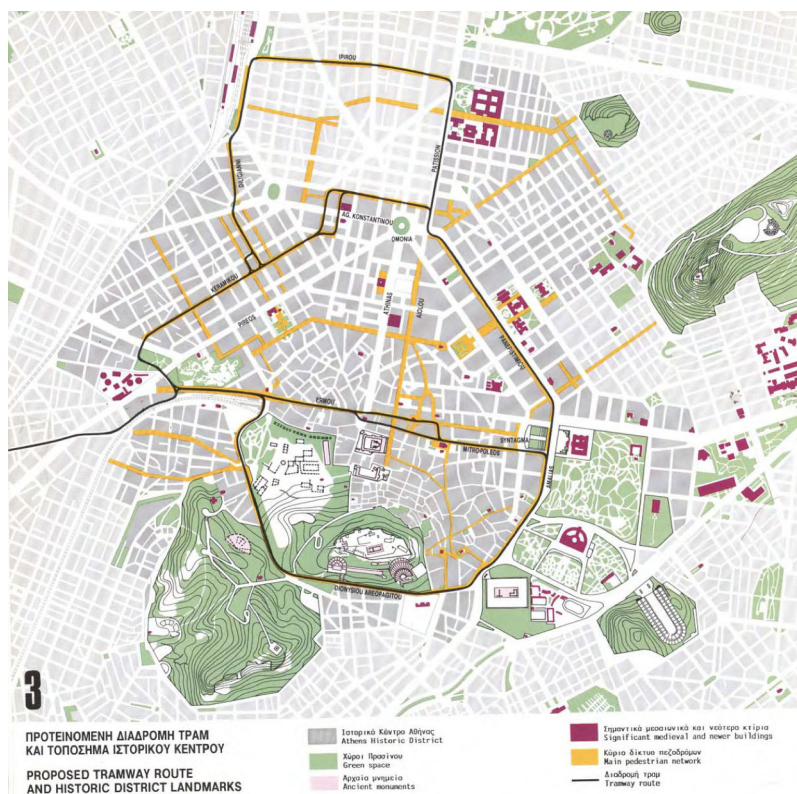 IPIROU
DILIGIANNI
PATISSION
AG. KONSTANTINOU
OMONIA
KERAMIKOU
PIREOS
ATHINAS
AIOLOU
PANEPISTIMIOU
ERMOU
SYNTAGMA
MITROPOLEOS
AMALIAS
DIONYSIOU AREOPAGITOU
3
ΠΡΟΤΕΙΝΟΜΕΝΗ ΔΙΑΔΡΟΜΗ ΤΡΑΜ
ΚΑΙ ΤΟΠΟΣΗΜΑ ΙΣΤΟΡΙΚΟΥ ΚΕΝΤΡΟΥ
PROPOSED TRAMWAY ROUTE
AND HISTORIC DISTRICT LANDMARKS
Ιστορικό Κέντρο Αθήνας
Athens Historic District
Χώροι Πρασίνου
Green space
Αρχαία μνημεία
Ancient monuments
Σημαντικά μεσαιωνικά και νεότερα κτίρια
Significant medieval and newer buildings
Κύριο δίκτυο πεζοδρόμων
Main pedestrian network
Διαδρομή τραμ
Tramway route